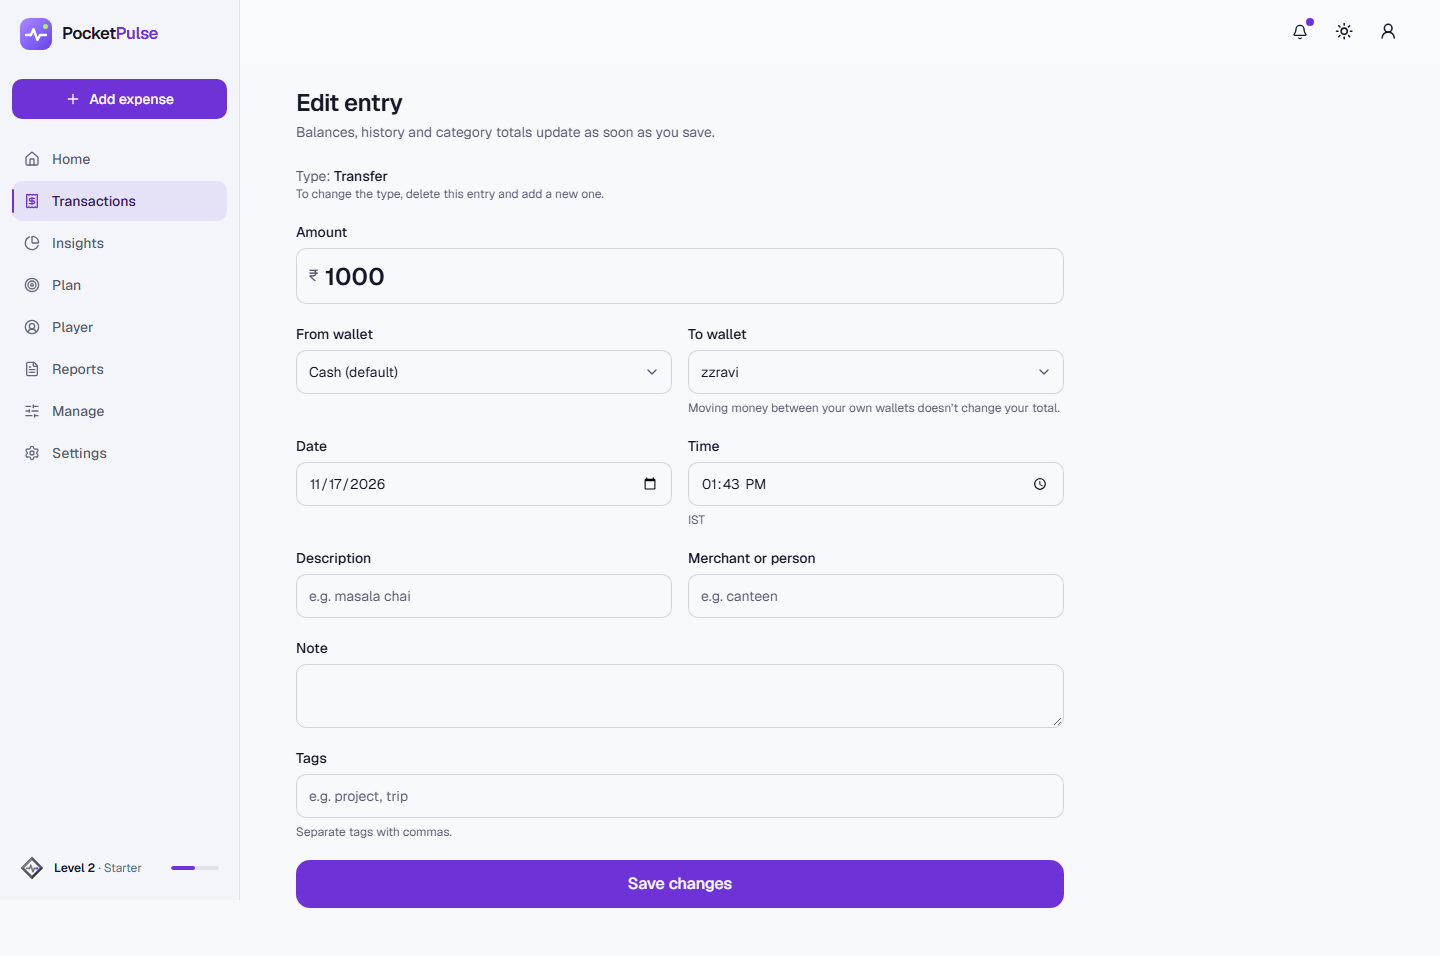 PocketPulse
Add expense
Home
Transactions
Insights
Plan
Player
Reports
Manage
Settings
Level 2 · Starter
Edit entry
Balances, history and category totals update as soon as you save.
Type: Transfer
To change the type, delete this entry and add a new one.
Amount
₹ 1000
From wallet
Cash (default)
To wallet
zzravi
Moving money between your own wallets doesn't change your total.
Date
11/17/2026
Time
01:43 PM
IST
Description
e.g. masala chai
Merchant or person
e.g. canteen
Note
Tags
e.g. project, trip
Separate tags with commas.
Save changes